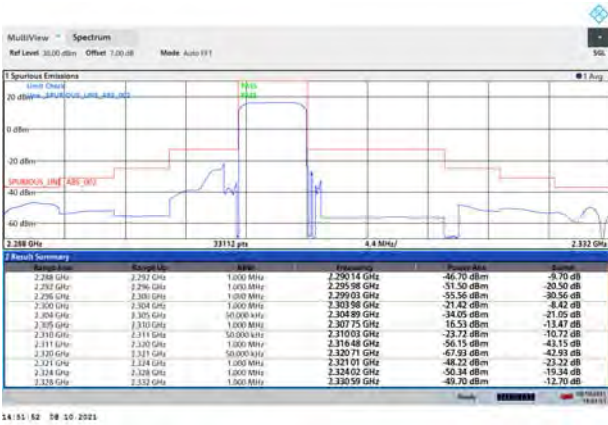 MultiView Spectrum
Ref Level 30.00 dBm Offset 7.00 dB Mode Auto FFT SGL
1 Spurious Emissions 1 Avg
Limit Check PASS
Line _SPURIOUS_LINE_ABS_002 PASS
20 dBm
0 dBm
-20 dBm
SPURIOUS_LINE_ABS_002
-40 dBm
-60 dBm
2.288 GHz 33112 pts 4.4 MHz/ 2.332 GHz
2 Result Summary
Range Low Range Up RBW Frequency Power Abs
2.288 GHz 2.292 GHz 1.000 MHz 2.290 14 GHz -46.70 dBm -9.70 dB
2.292 GHz 2.296 GHz 1.000 MHz 2.295 98 GHz -51.50 dBm -20.50 dB
2.296 GHz 2.300 GHz 1.000 MHz 2.299 03 GHz -55.56 dBm -30.56 dB
2.300 GHz 2.304 GHz 1.000 MHz 2.303 98 GHz -21.42 dBm -8.42 dB
2.304 GHz 2.305 GHz 50.000 kHz 2.304 89 GHz -34.05 dBm -21.05 dB
2.305 GHz 2.310 GHz 1.000 MHz 2.307 75 GHz 16.53 dBm -13.47 dB
2.310 GHz 2.311 GHz 50.000 kHz 2.310 03 GHz -23.72 dBm -10.72 dB
2.311 GHz 2.320 GHz 1.000 MHz 2.316 48 GHz -56.15 dBm -43.15 dB
2.320 GHz 2.321 GHz 50.000 kHz 2.320 71 GHz -67.93 dBm -42.93 dB
2.321 GHz 2.324 GHz 1.000 MHz 2.321 01 GHz -48.22 dBm -23.22 dB
2.324 GHz 2.328 GHz 1.000 MHz 2.324 02 GHz -50.34 dBm -19.34 dB
2.328 GHz 2.332 GHz 1.000 MHz 2.330 59 GHz -49.70 dBm -12.70 dB
Ready
14:51:52 08.10.2021